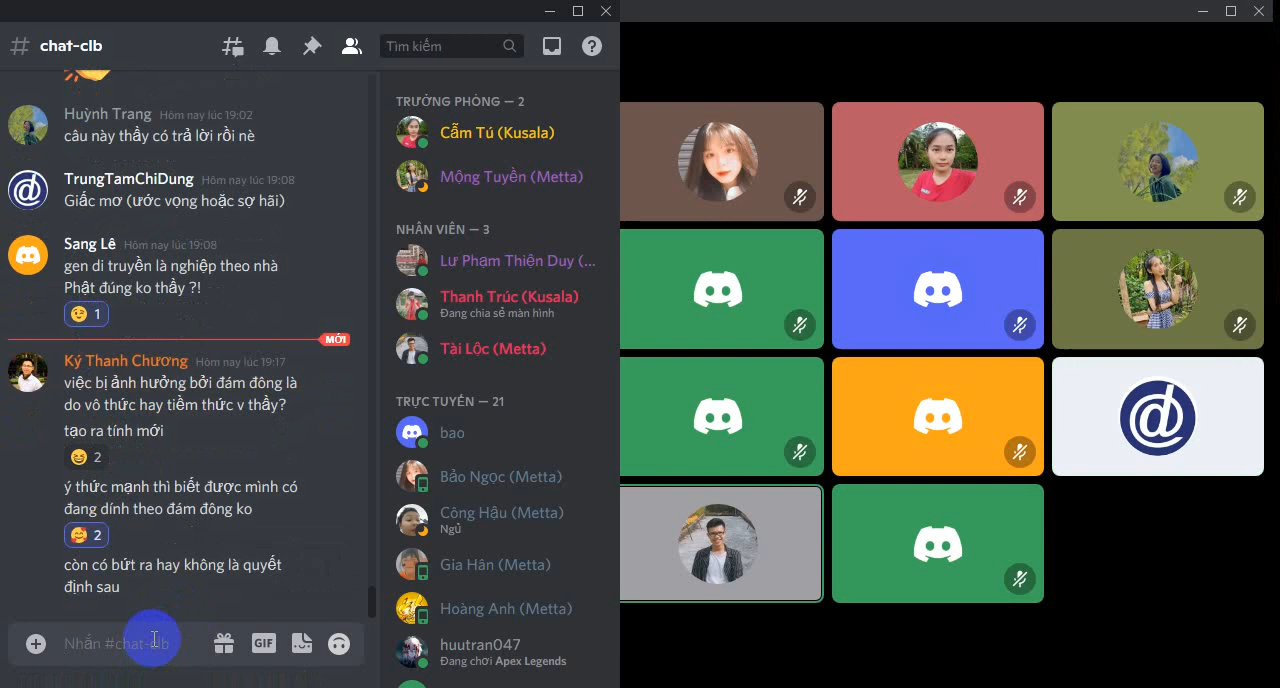 chat-clb
Tìm kiếm
Huỳnh Trang Hôm nay lúc 19:02
câu này thầy có trả lời rồi nè
TrungTamChiDung Hôm nay lúc 19:08
Giấc mơ (ước vọng hoặc sợ hãi)
Sang Lê Hôm nay lúc 19:08
gen di truyền là nghiệp theo nhà
Phật đúng ko thầy ?!
1
MỚI
Ký Thanh Chương Hôm nay lúc 19:17
việc bị ảnh hưởng bởi đám đông là
do vô thức hay tiềm thức v thầy?
tạo ra tính mới
2
ý thức mạnh thì biết được mình có
đang dính theo đám đông ko
2
còn có bứt ra hay không là quyết
định sau
Nhắn #chat-clb
GIF
TRƯỞNG PHÒNG — 2
Cẩm Tú (Kusala)
Mộng Tuyền (Metta)
NHÂN VIÊN — 3
Lư Phạm Thiện Duy (...
Thanh Trúc (Kusala)
Đang chia sẻ màn hình
Tài Lộc (Metta)
TRỰC TUYẾN — 21
bao
Bảo Ngọc (Metta)
Công Hậu (Metta)
Ngủ
Gia Hân (Metta)
Hoàng Anh (Metta)
huutran047
Đang chơi Apex Legends